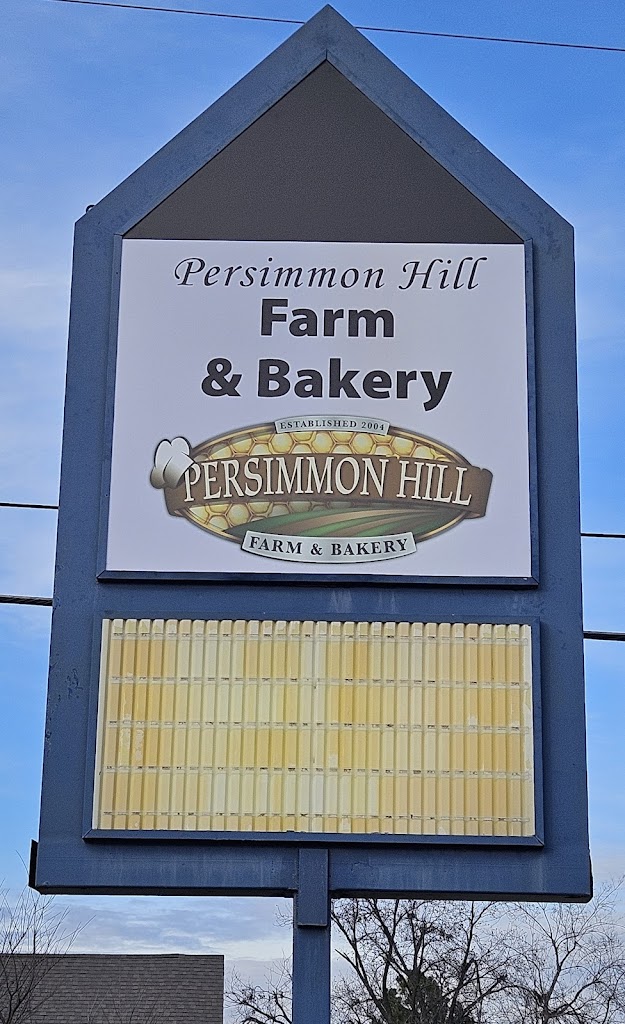 Persimmon Hill
Farm
& Bakery
ESTABLISHED 2004
PERSIMMON HILL
FARM & BAKERY